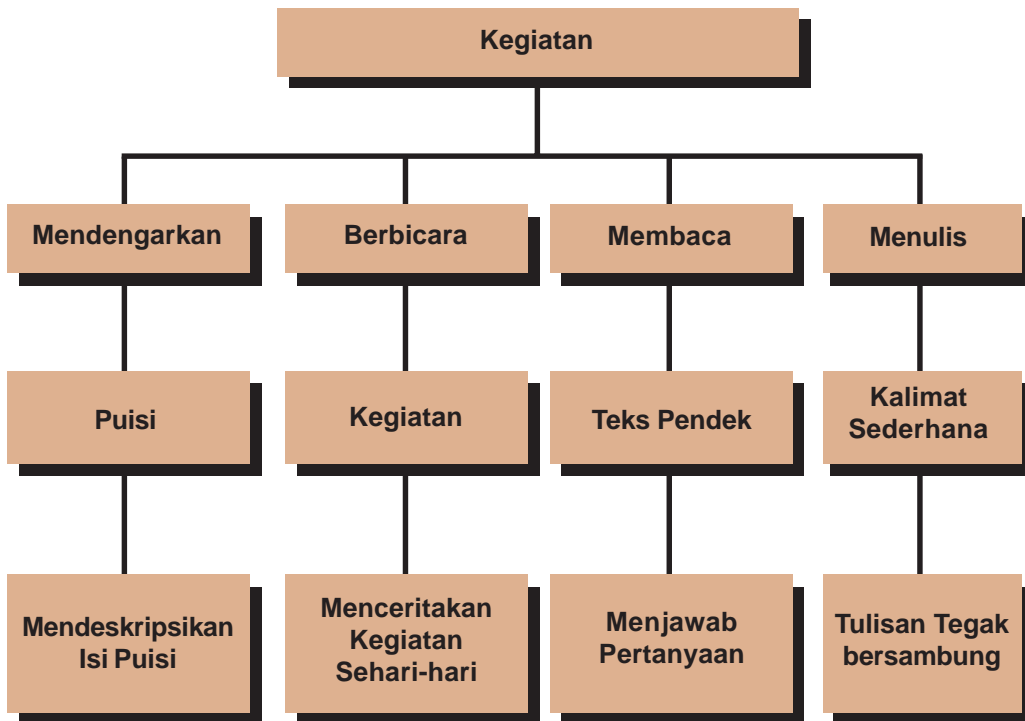 Kegiatan
Mendengarkan
Berbicara
Membaca
Menulis
Puisi
Kegiatan
Teks Pendek
Kalimat
Sederhana
Mendeskripsikan
Isi Puisi
Menceritakan
Kegiatan
Sehari-hari
Menjawab
Pertanyaan
Tulisan Tegak
bersambung